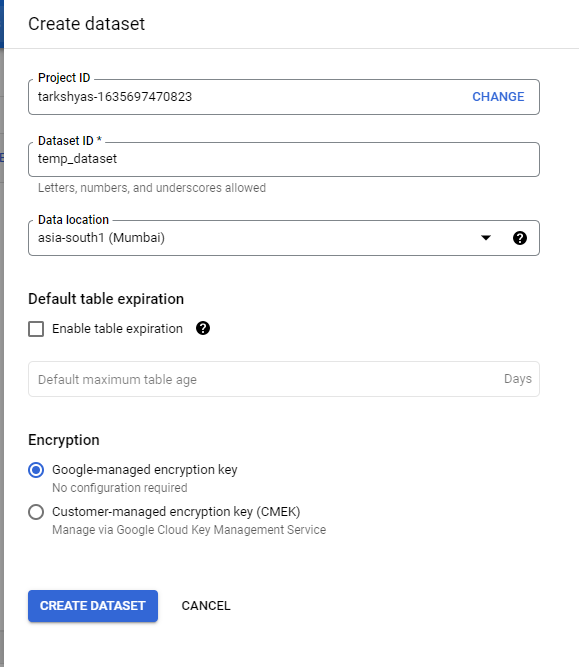 Create dataset
Project ID
tarkshyas-1635697470823
CHANGE
Dataset ID *
temp_dataset
Letters, numbers, and underscores allowed
Data location
asia-south1 (Mumbai)
Default table expiration
Enable table expiration
Default maximum table age
Days
Encryption
Google-managed encryption key
No configuration required
Customer-managed encryption key (CMEK)
Manage via Google Cloud Key Management Service
CREATE DATASET
CANCEL